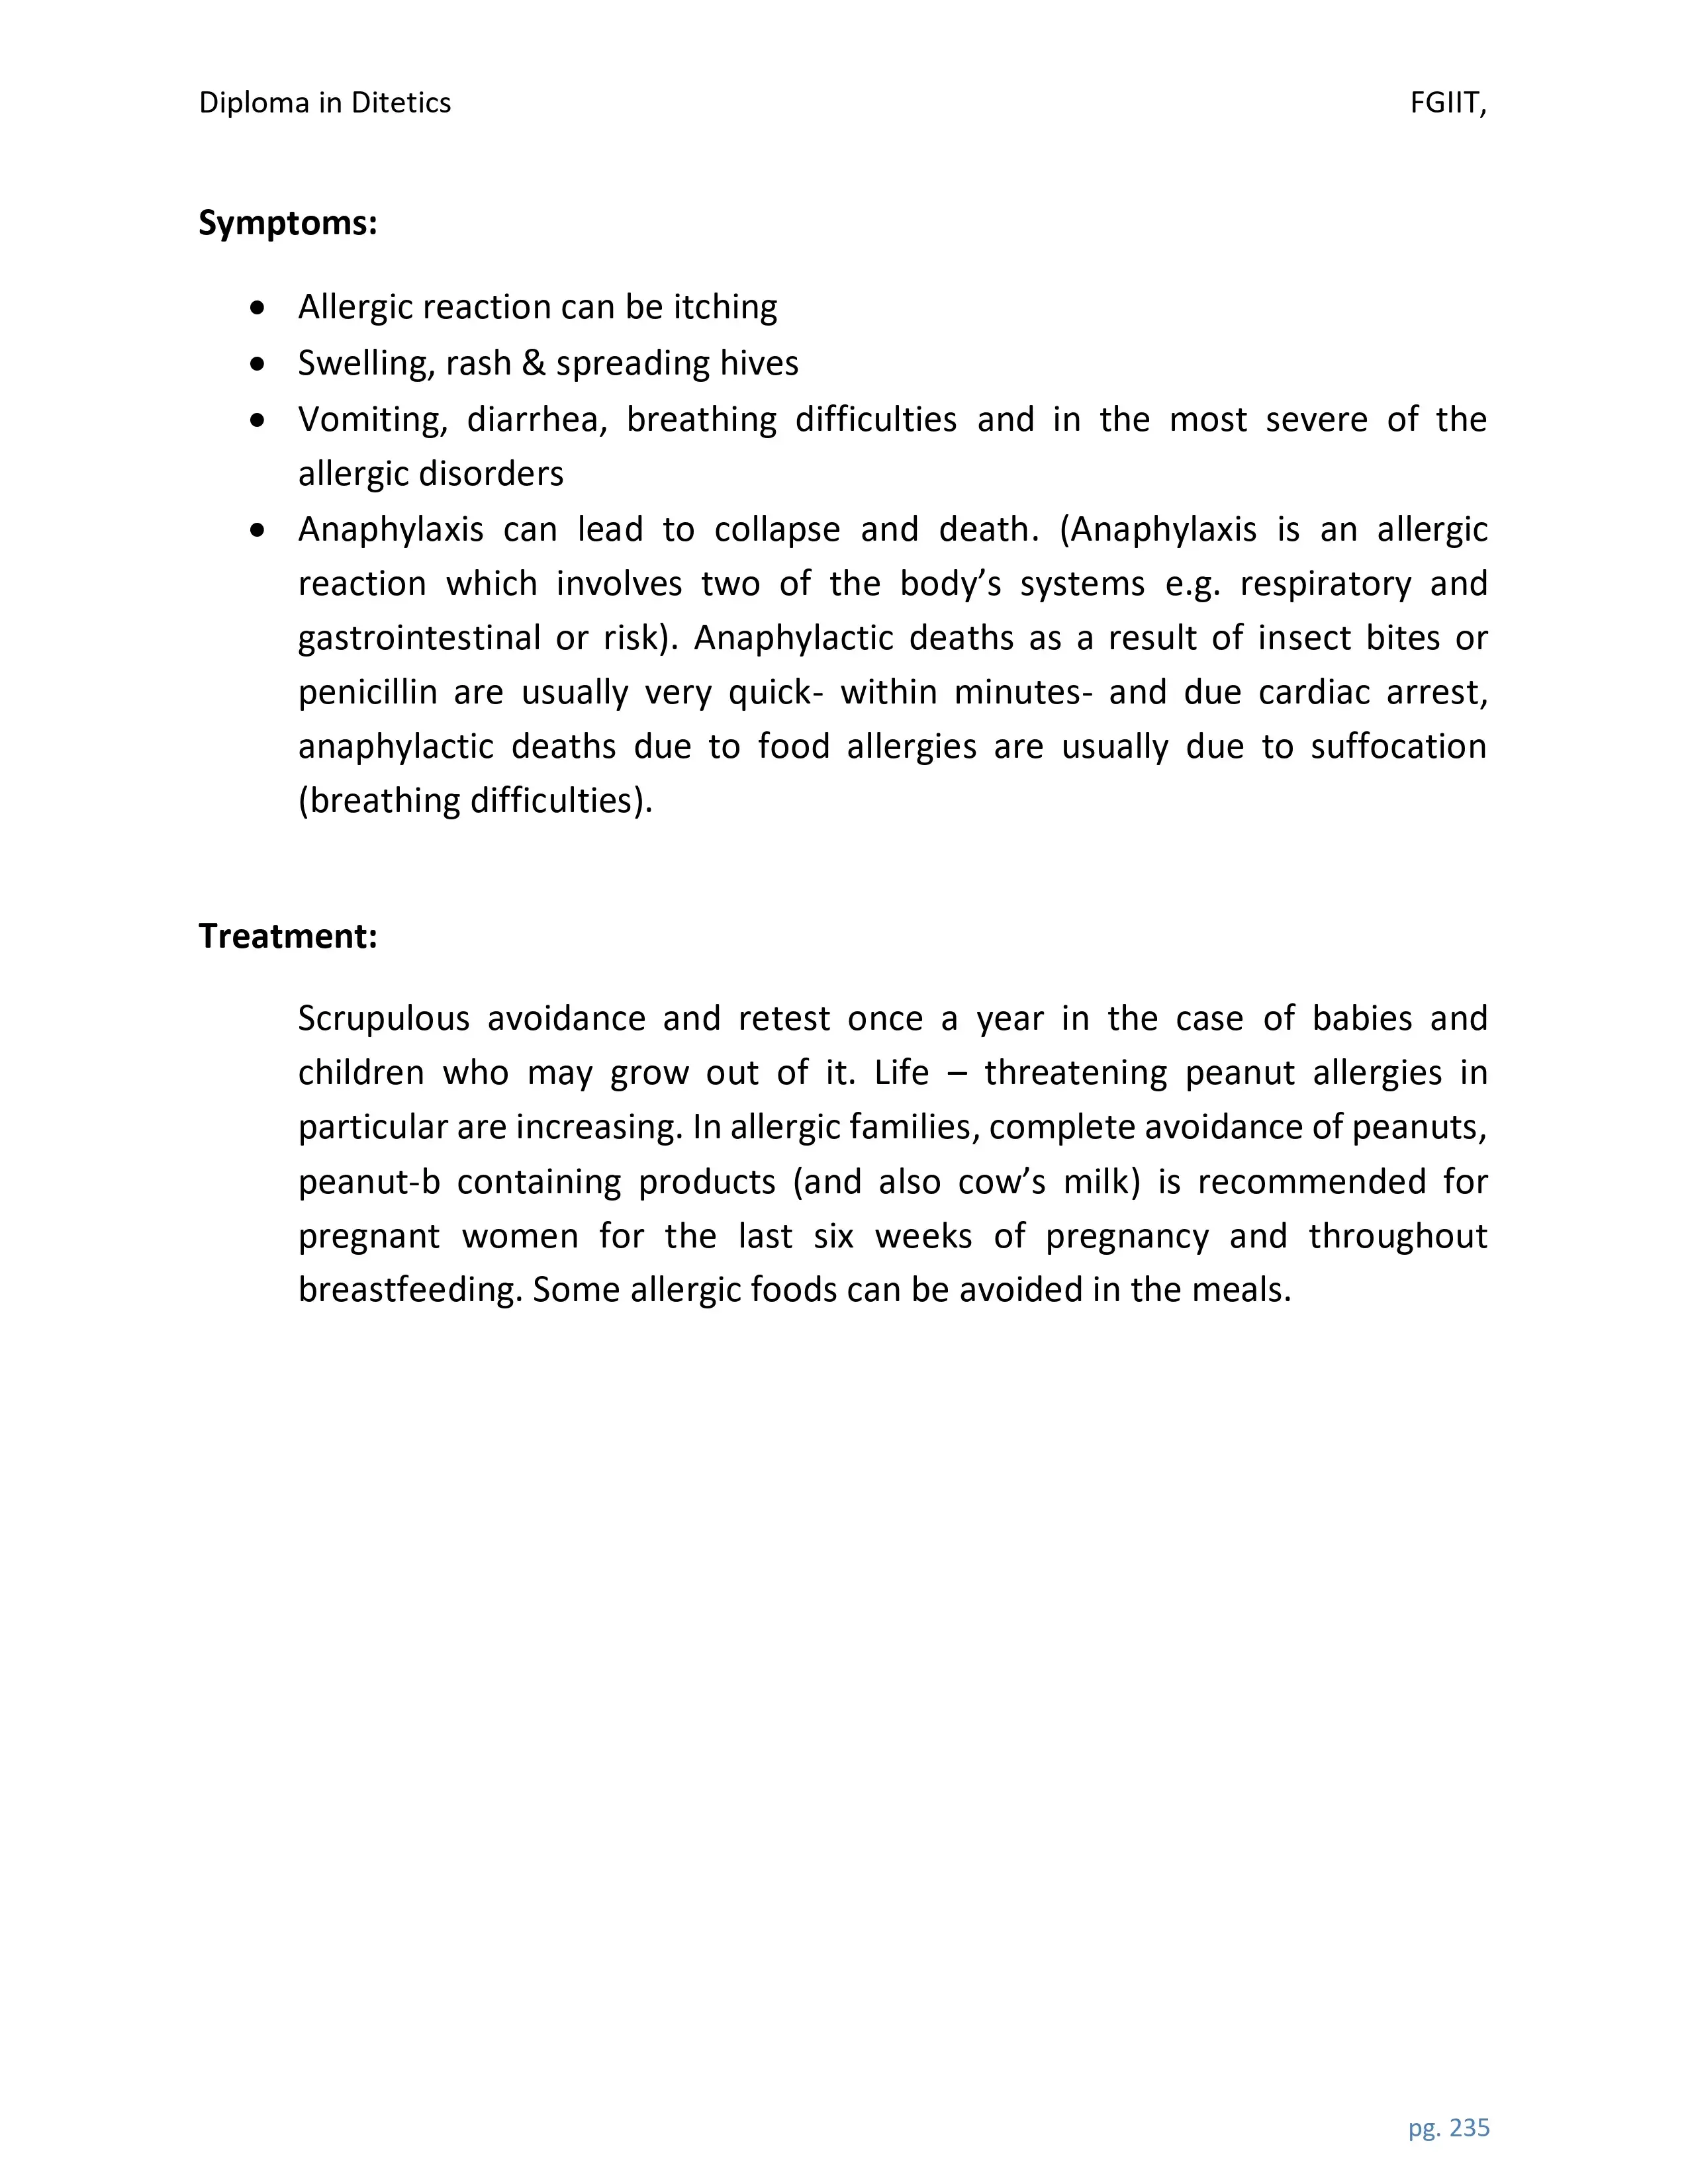 Diploma in Ditetics FGIIT,
Symptoms:
• Allergic reaction can be itching
• Swelling, rash & spreading hives
• Vomiting, diarrhea, breathing difficulties and in the most severe of the
allergic disorders
• Anaphylaxis can lead to collapse and death. (Anaphylaxis is an allergic
reaction which involves two of the body’s systems e.g. respiratory and
gastrointestinal or risk). Anaphylactic deaths as a result of insect bites or
penicillin are usually very quick- within minutes- and due cardiac arrest,
anaphylactic deaths due to food allergies are usually due to suffocation
(breathing difficulties).
Treatment:
Scrupulous avoidance and retest once a year in the case of babies and
children who may grow out of it. Life – threatening peanut allergies in
particular are increasing. In allergic families, complete avoidance of peanuts,
peanut-b containing products (and also cow’s milk) is recommended for
pregnant women for the last six weeks of pregnancy and throughout
breastfeeding. Some allergic foods can be avoided in the meals.
pg. 235